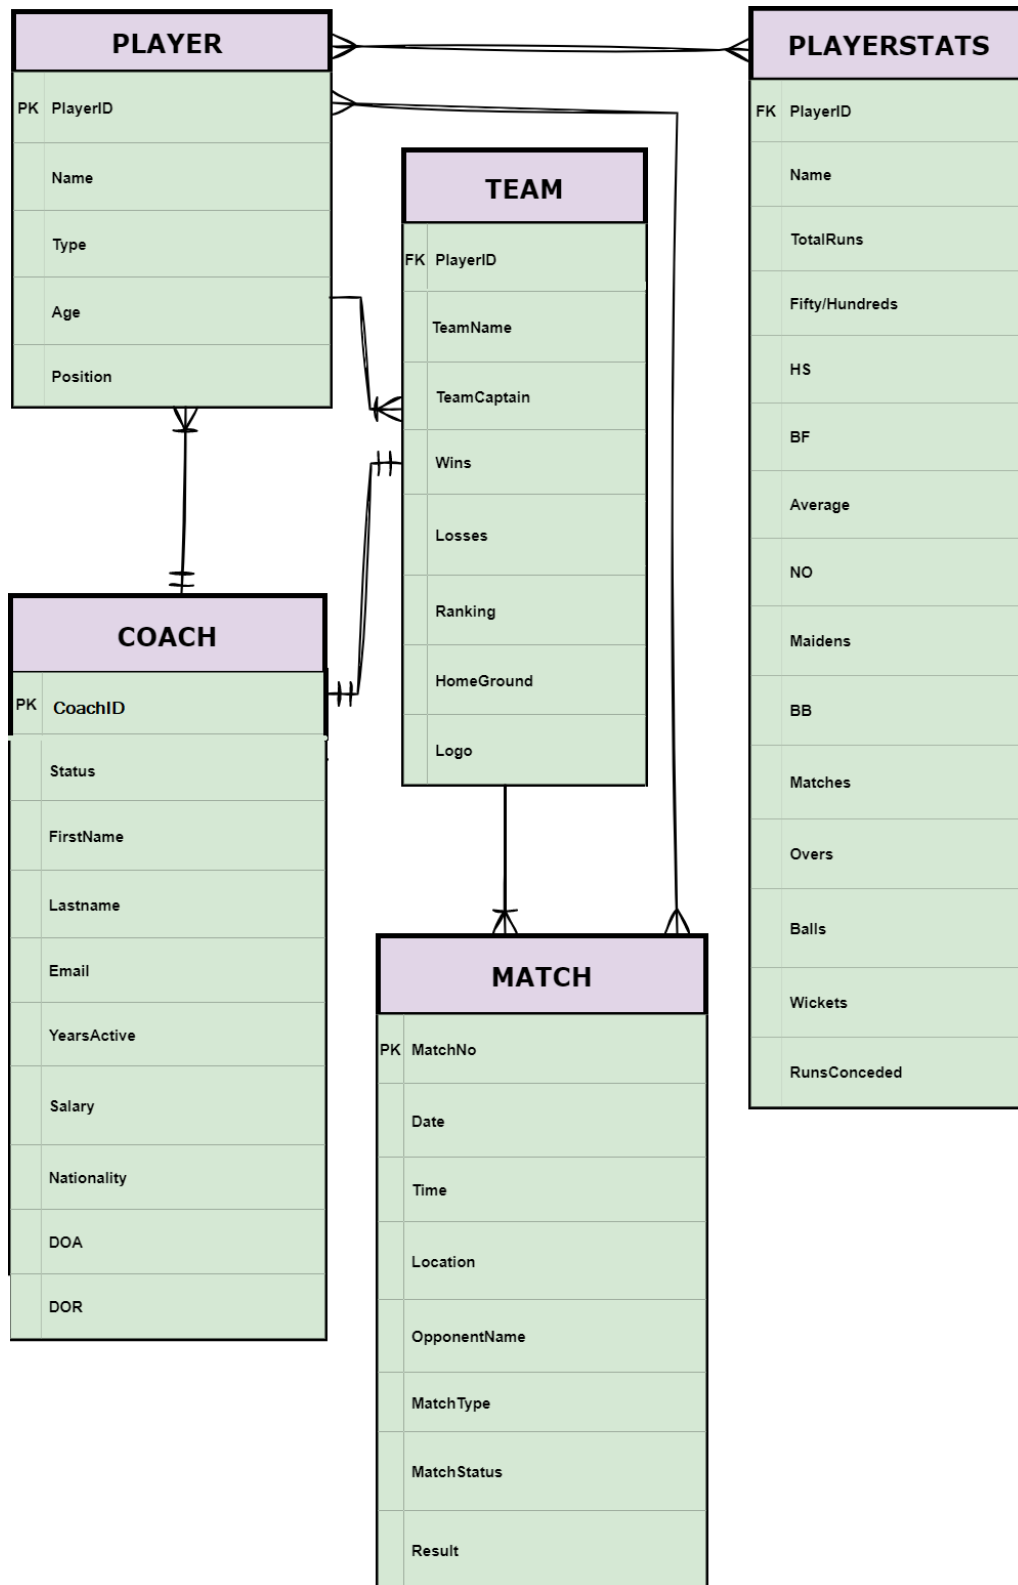 PLAYER
PK PlayerID
Name
Type
Age
Position
PLAYERSTATS
FK PlayerID
Name
TotalRuns
Fifty/Hundreds
HS
BF
Average
NO
Maidens
BB
Matches
Overs
Balls
Wickets
RunsConceded
TEAM
FK PlayerID
TeamName
TeamCaptain
Wins
Losses
Ranking
HomeGround
Logo
COACH
PK CoachID
Status
FirstName
Lastname
Email
YearsActive
Salary
Nationality
DOA
DOR
MATCH
PK MatchNo
Date
Time
Location
OpponentName
MatchType
MatchStatus
Result